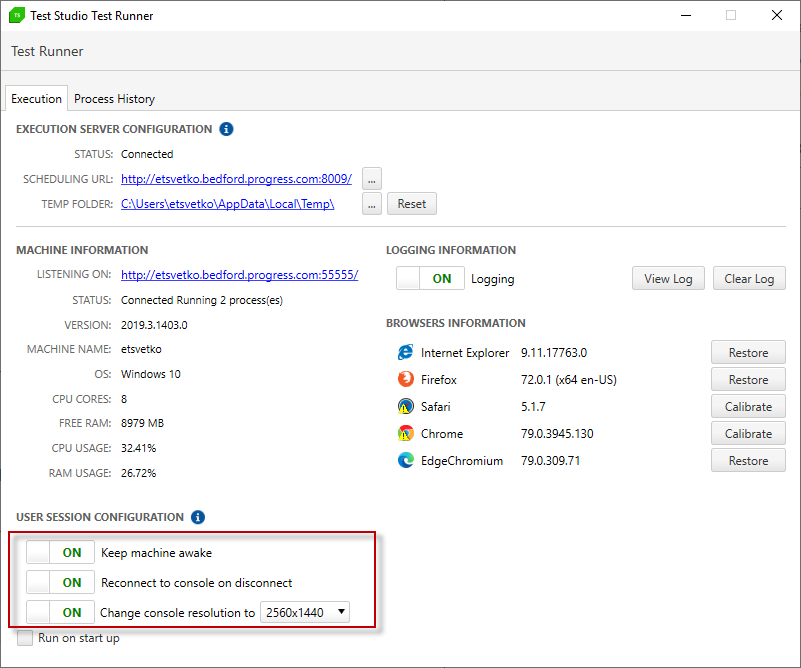 Test Studio Test Runner
Test Runner
Execution Process History
EXECUTION SERVER CONFIGURATION i
STATUS: Connected
SCHEDULING URL: http://etsvetko.bedford.progress.com:8009/ ...
TEMP FOLDER: C:\Users\etsvetko\AppData\Local\Temp\ ... Reset
MACHINE INFORMATION
LISTENING ON: http://etsvetko.bedford.progress.com:55555/
STATUS: Connected Running 2 process(es)
VERSION: 2019.3.1403.0
MACHINE NAME: etsvetko
OS: Windows 10
CPU CORES: 8
FREE RAM: 8979 MB
CPU USAGE: 32.41%
RAM USAGE: 26.72%
LOGGING INFORMATION
ON Logging View Log Clear Log
BROWSERS INFORMATION
Internet Explorer 9.11.17763.0 Restore
Firefox 72.0.1 (x64 en-US) Restore
Safari 5.1.7 Calibrate
Chrome 79.0.3945.130 Calibrate
EdgeChromium 79.0.309.71 Restore
USER SESSION CONFIGURATION i
ON Keep machine awake
ON Reconnect to console on disconnect
ON Change console resolution to 2560x1440
Run on start up